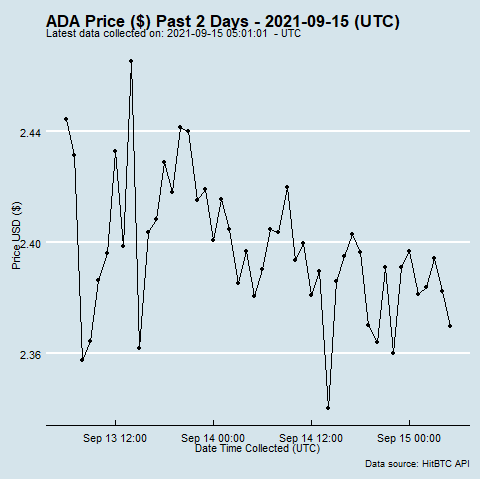 ADA Price ($) Past 2 Days - 2021-09-15 (UTC)
Latest data collected on: 2021-09-15 05:01:01 - UTC
2.44
2.40
2.36
Price USD ($)
Sep 13 12:00 Sep 14 00:00 Sep 14 12:00 Sep 15 00:00
Date Time Collected (UTC)
Data source: HitBTC API